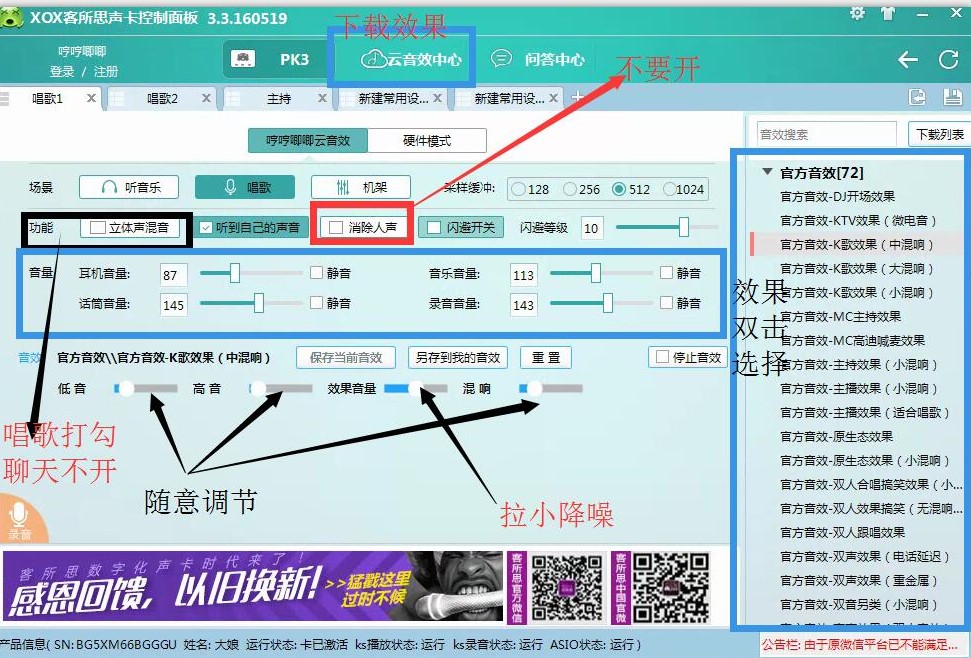 XOX客所思声卡控制面板 3.3.160519
下载效果
哼哼唧唧
登录 / 注册
PK3
云音效中心
问答中心
不要开
唱歌1
唱歌2
主持
新建常用设...
新建常用设...
哼哼唧唧云音效
硬件模式
音效搜索
下载列表
场景
听音乐
唱歌
机架
采样缓冲:
128
256
512
1024
功能
立体声混音
听到自己的声音
消除人声
闪避开关
闪避等级
10
音量
耳机音量:
87
静音
音乐音量:
113
静音
话筒音量:
145
静音
录音音量:
143
静音
音效
官方音效\\官方音效-K歌效果（中混响）
保存当前音效
另存到我的音效
重 置
停止音效
低 音
高 音
效果音量
混 响
唱歌打勾
聊天不开
随意调节
拉小降噪
效果
双击
选择
官方音效[72]
官方音效-DJ开场效果
官方音效-KTV效果（微电音）
官方音效-K歌效果（中混响）
官方音效-K歌效果（大混响）
官方音效-K歌效果（小混响）
官方音效-MC主持效果
官方音效-MC高迪喊麦效果
官方音效-主持效果（小混响）
官方音效-主播效果（小混响）
官方音效-主播效果（适合唱歌）
官方音效-原生态效果
官方音效-原生态效果（小混响）
官方音效-双人合唱搞笑效果（小...
官方音效-双人效果搞笑（无混响...
官方音效-双人跟唱效果
官方音效-双声效果（电话延迟）
官方音效-双声效果（重金属）
官方音效-双音另类（小混响）
录音
客所思数字化声卡时代来了！
感恩回馈，以旧换新!
>>猛戳这里
过时不候
客所思官方微信
客所思中国官微
产品信息( SN:BG5XM66BGGGU 姓名: 大娘 运行状态: 卡已激活 ks播放状态: 运行 ks录音状态: 运行 ASIO状态: 运行 )
公告栏: 由于原微信平台已不能满足...